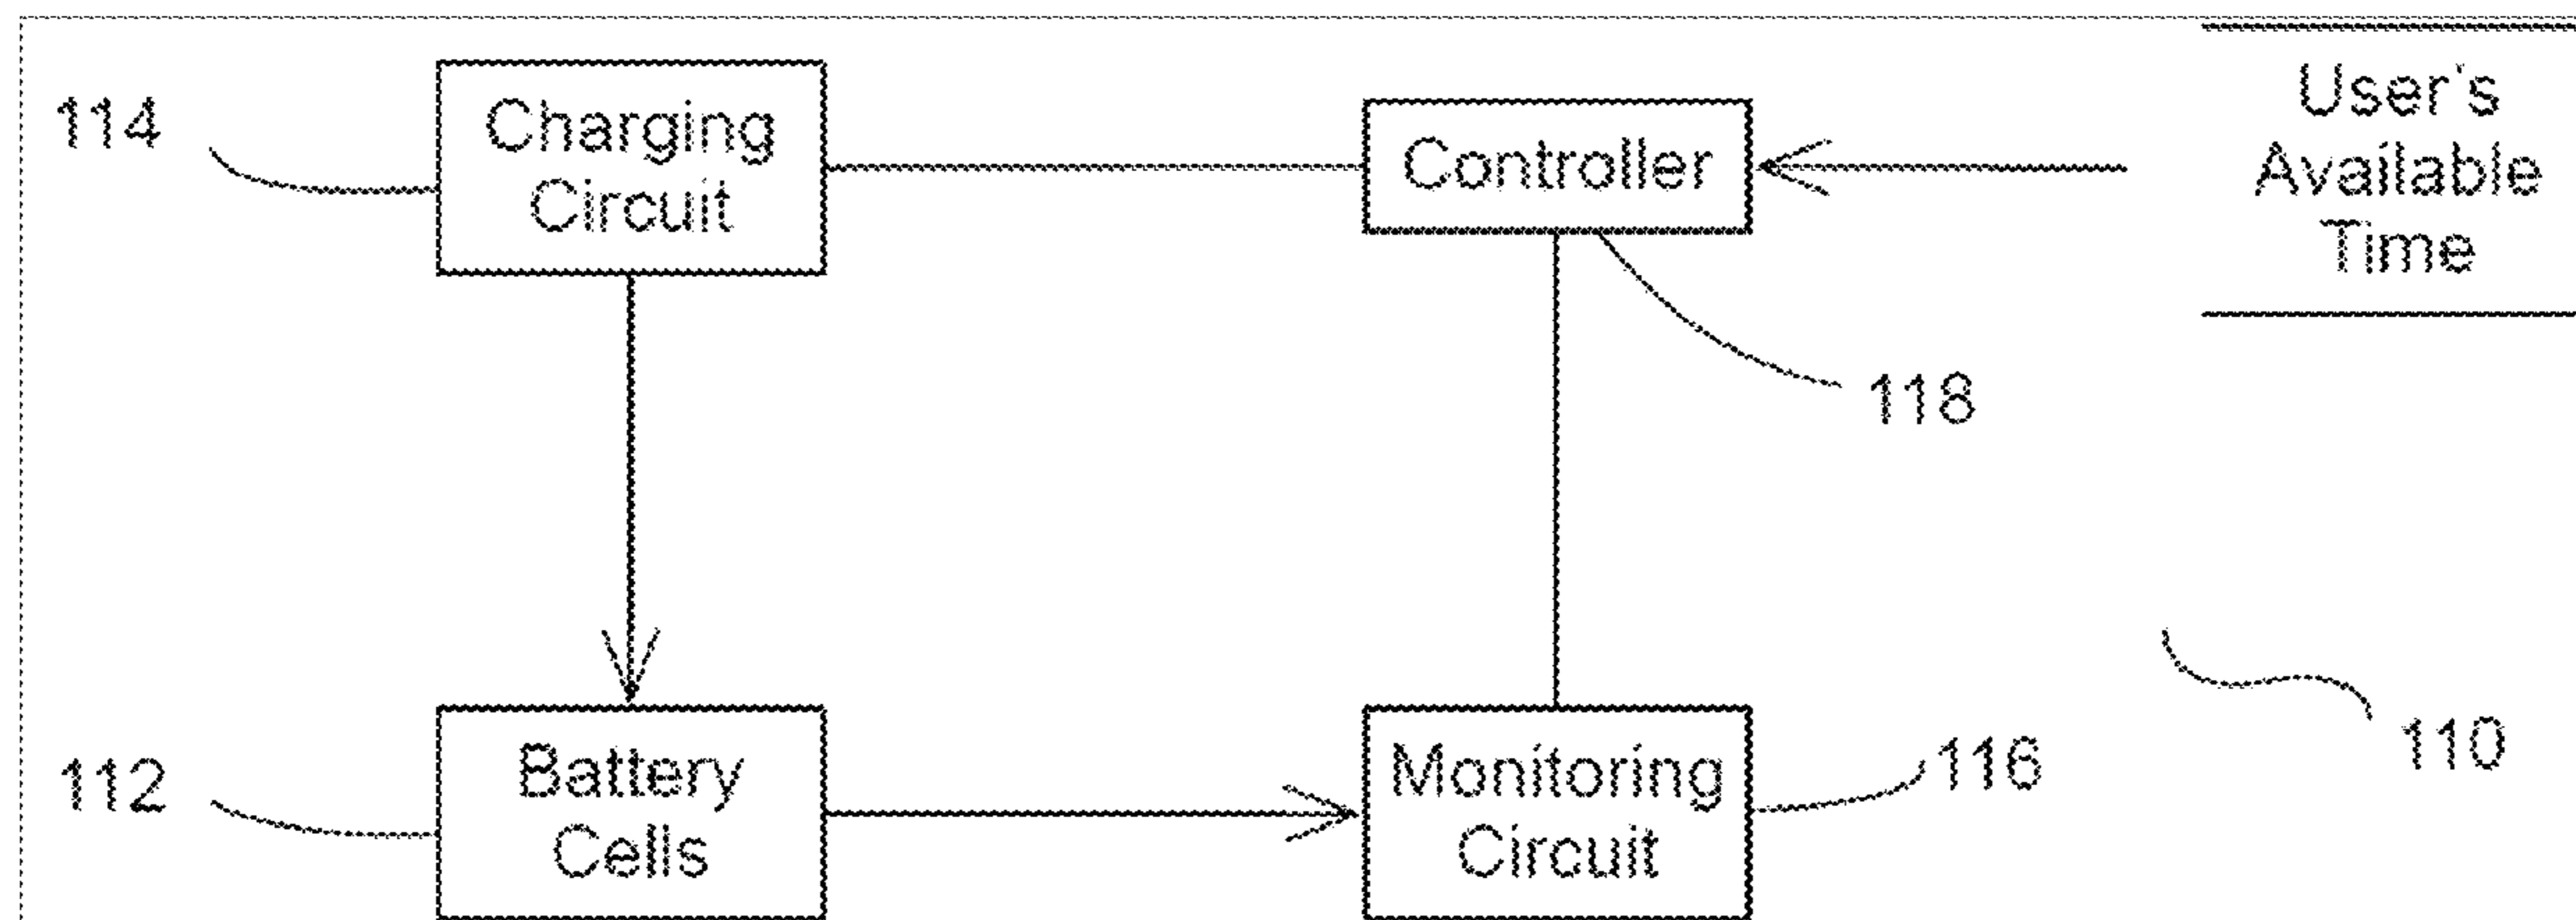 114
Charging
Circuit
Controller
User's
Available
Time
118
112
Battery
Cells
Monitoring
Circuit
116
110